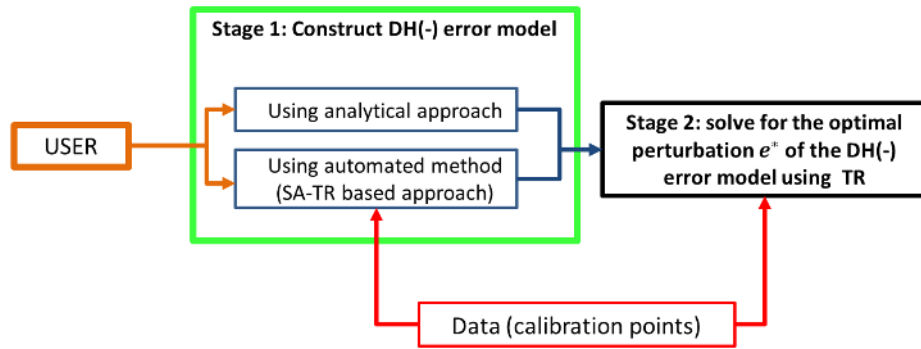 Stage 1: Construct DH(-) error model
Using analytical approach
USER
Using automated method
(SA-TR based approach)
Stage 2: solve for the optimal
perturbation e* of the DH(-)
error model using TR
Data (calibration points)